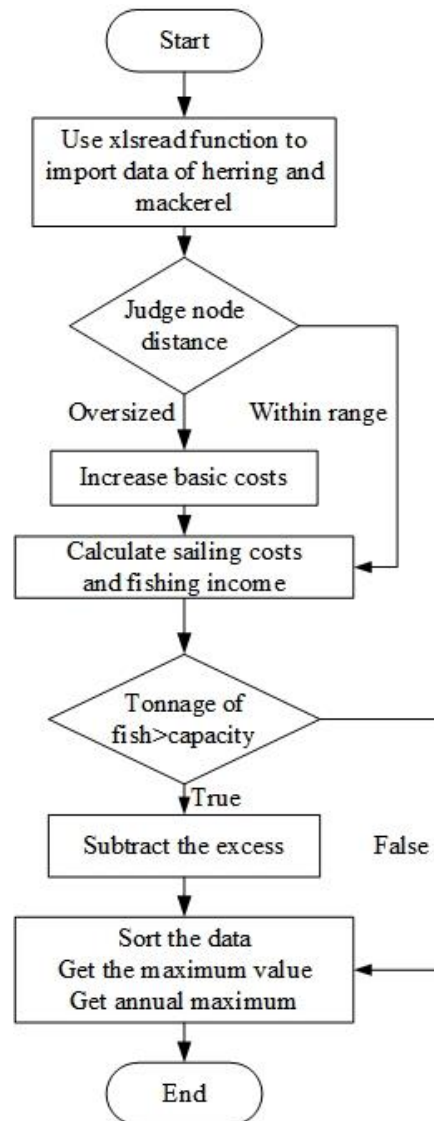 Start
Use xlsread function to
import data of herring and
mackerel
Judge node
distance
Oversized
Within range
Increase basic costs
Calculate sailing costs
and fishing income
Tonnage of
fish>capacity
True
Subtract the excess
False
Sort the data
Get the maximum value
Get annual maximum
End